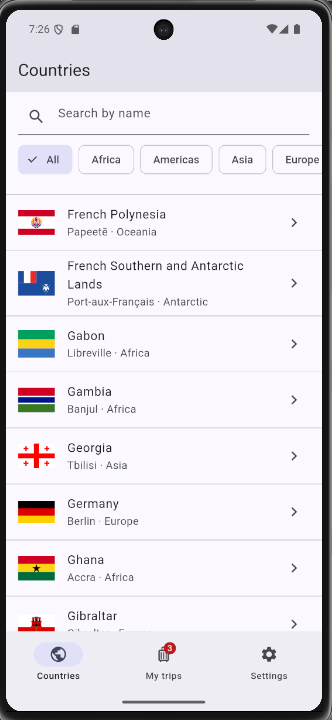 7:26
Countries
Search by name
All
Africa
Americas
Asia
Europe
French Polynesia
Papeetē · Oceania
French Southern and Antarctic
Lands
Port-aux-Français · Antarctic
Gabon
Libreville · Africa
Gambia
Banjul · Africa
Georgia
Tbilisi · Asia
Germany
Berlin · Europe
Ghana
Accra · Africa
Gibraltar
3
Countries
My trips
Settings